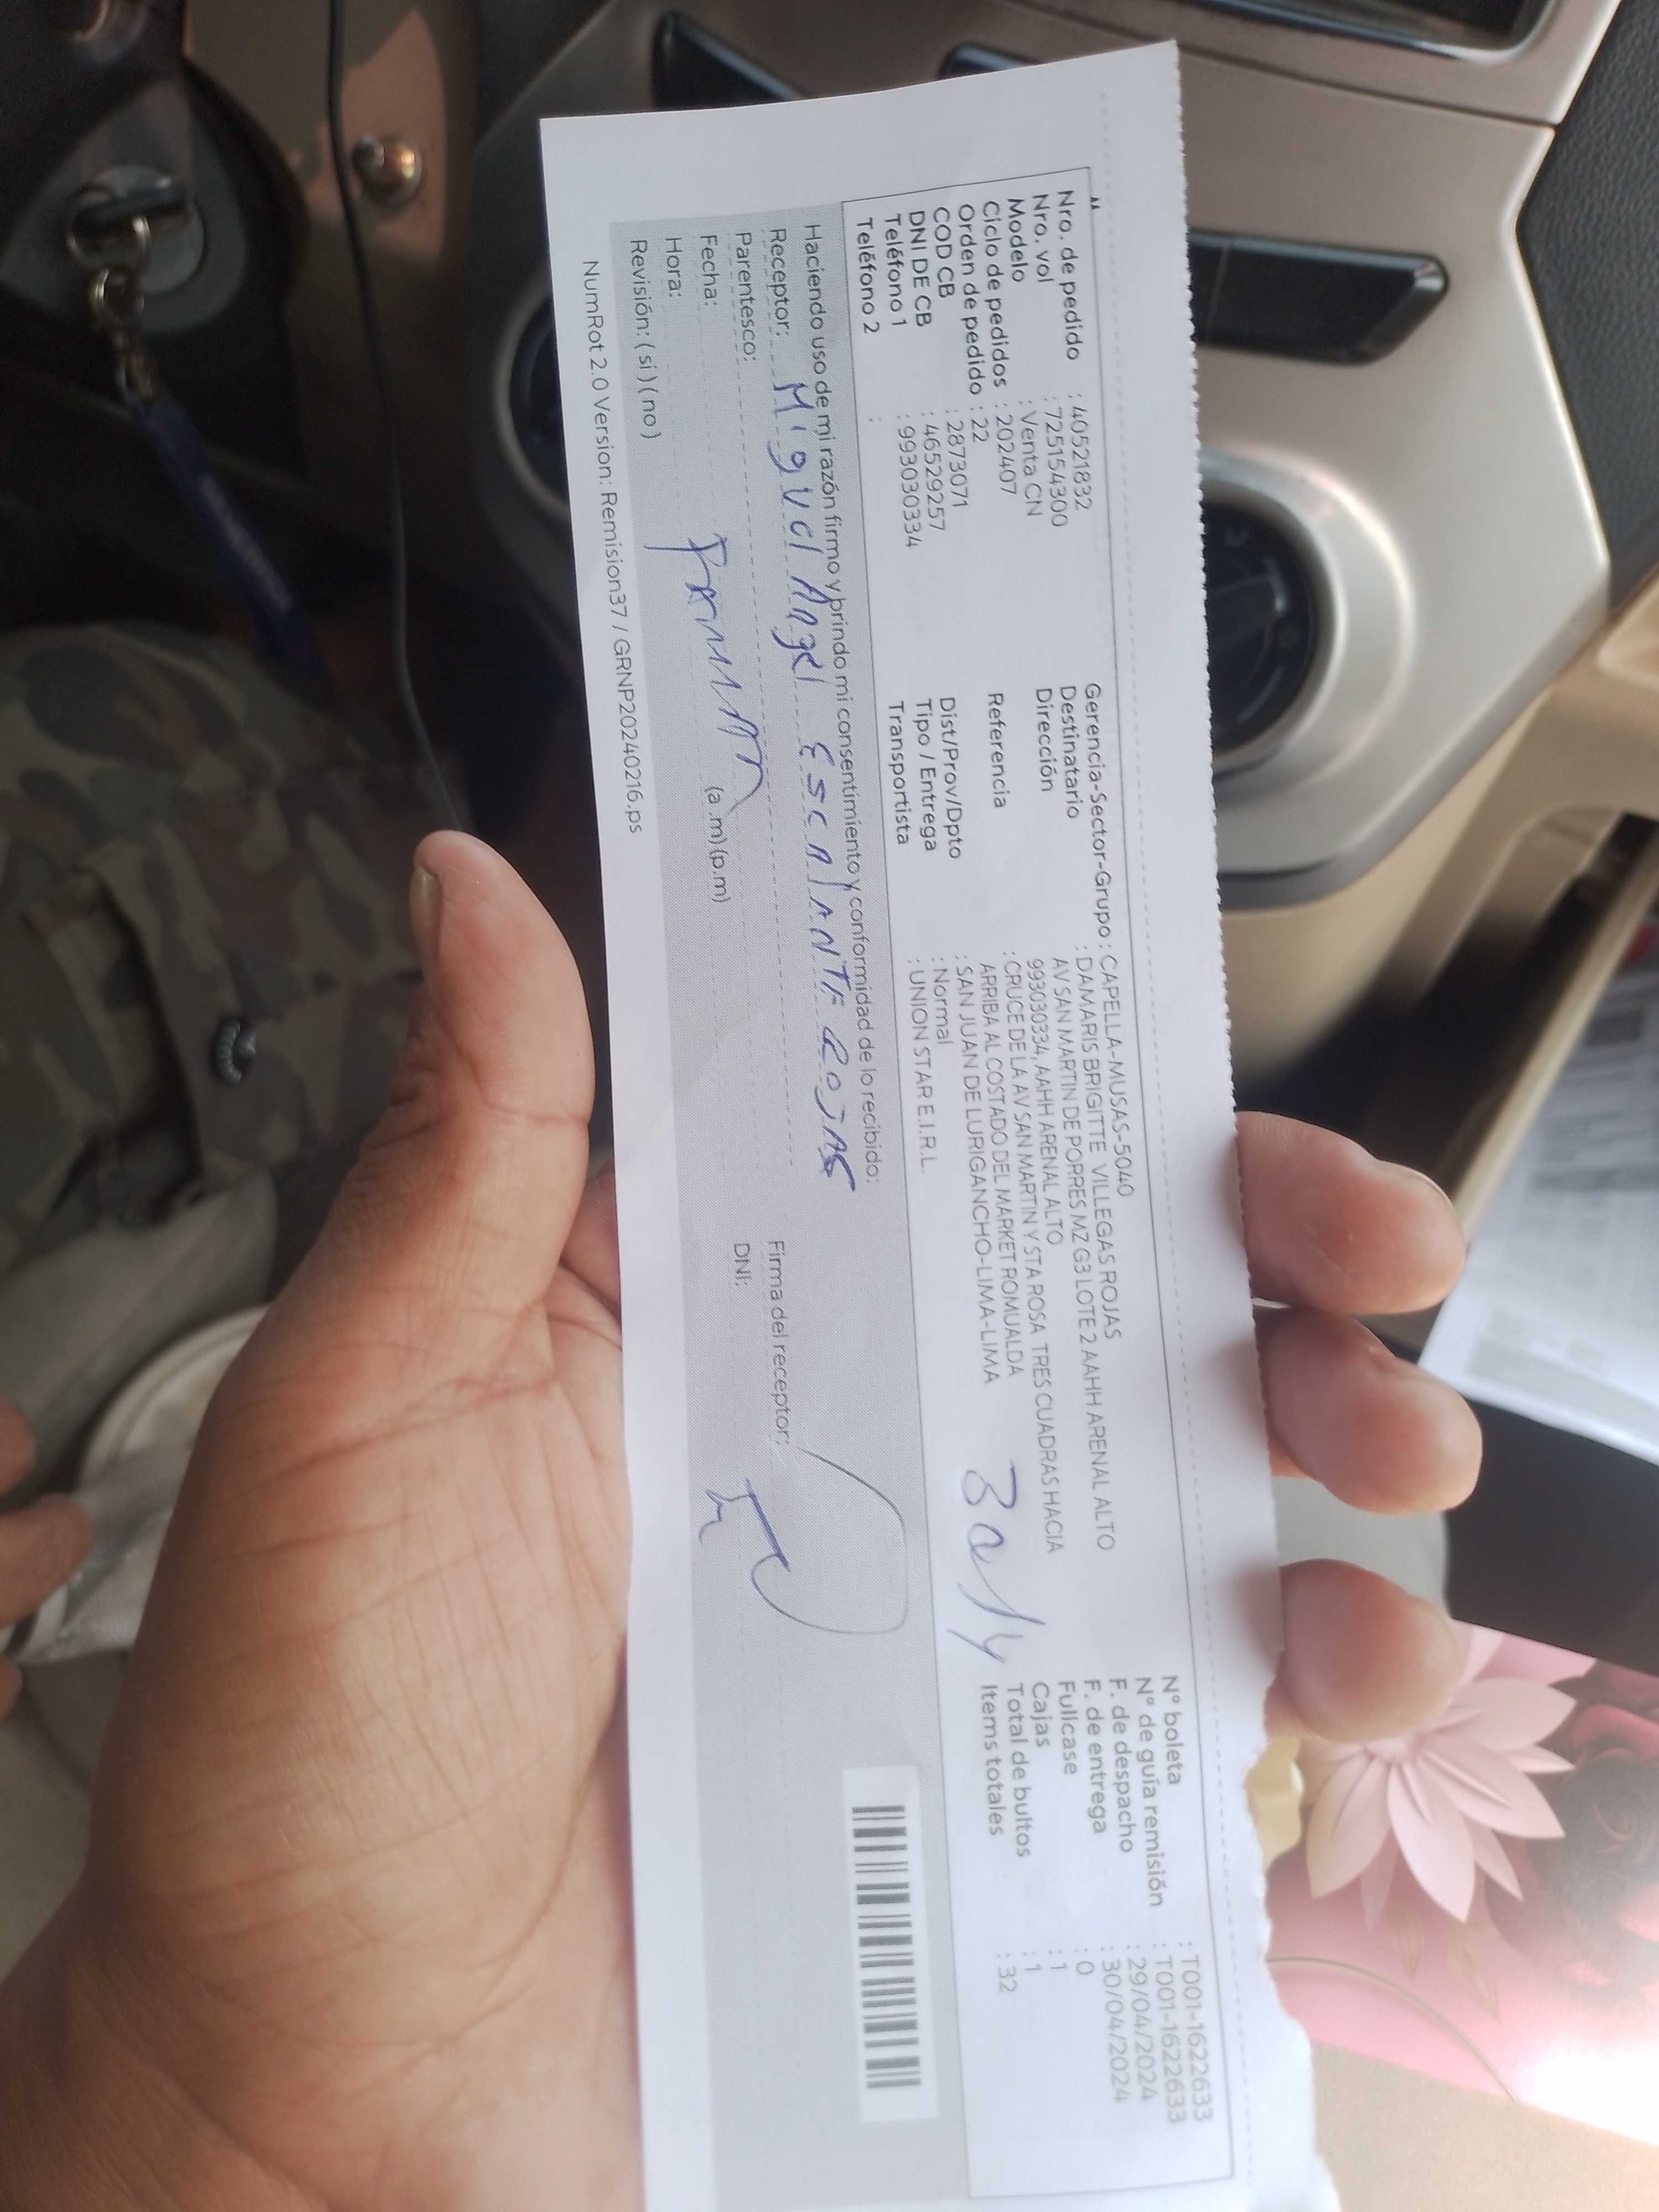 Nro. de pedido : 40521832
Nro. vol : 725154300
Modelo : Venta CN
Ciclo de pedidos : 202407
Orden de pedido : 22
COD CB : 2873071
DNI DE CB : 46529257
Teléfono 1 : 993030334
Teléfono 2 :
Gerencia-Sector-Grupo : CAPELLA-MUSAS-5040
Destinatario : DAMARIS BRIGITTE VILLEGAS ROJAS
Dirección AV SAN MARTIN DE PORRES MZ G3 LOTE 2 AAHH ARENAL ALTO
993030334, AAHH ARENAL ALTO
Referencia : CRUCE DE LA AV SAN MARTIN Y STA ROSA TRES CUADRAS HACIA
ARRIBA AL COSTADO DEL MARKET ROMUALDA
Dist/Prov/Dpto : SAN JUAN DE LURIGANCHO-LIMA-LIMA
Tipo / Entrega : Normal
Transportista : UNION STAR E.I.R.L.
N° boleta : T001-1622633
N° de guía remisión : T001-1622633
F. de despacho : 29/04/2024
F. de entrega : 30/04/2024
Fullcase : 0
Cajas : 1
Total de bultos : 1
Items totales : 32
Haciendo uso de mi razón firmo y brindo mi consentimiento y conformidad de lo recibido:
Receptor: Miguel Angel ESCALANTE ROJAS
Parentesco:
Fecha:
Hora: (a.m) (p.m)
Revisión: ( si ) ( no )
Firma del receptor:
DNI:
NumRot 2.0 Version: Remision37 / GRNP20240216.ps